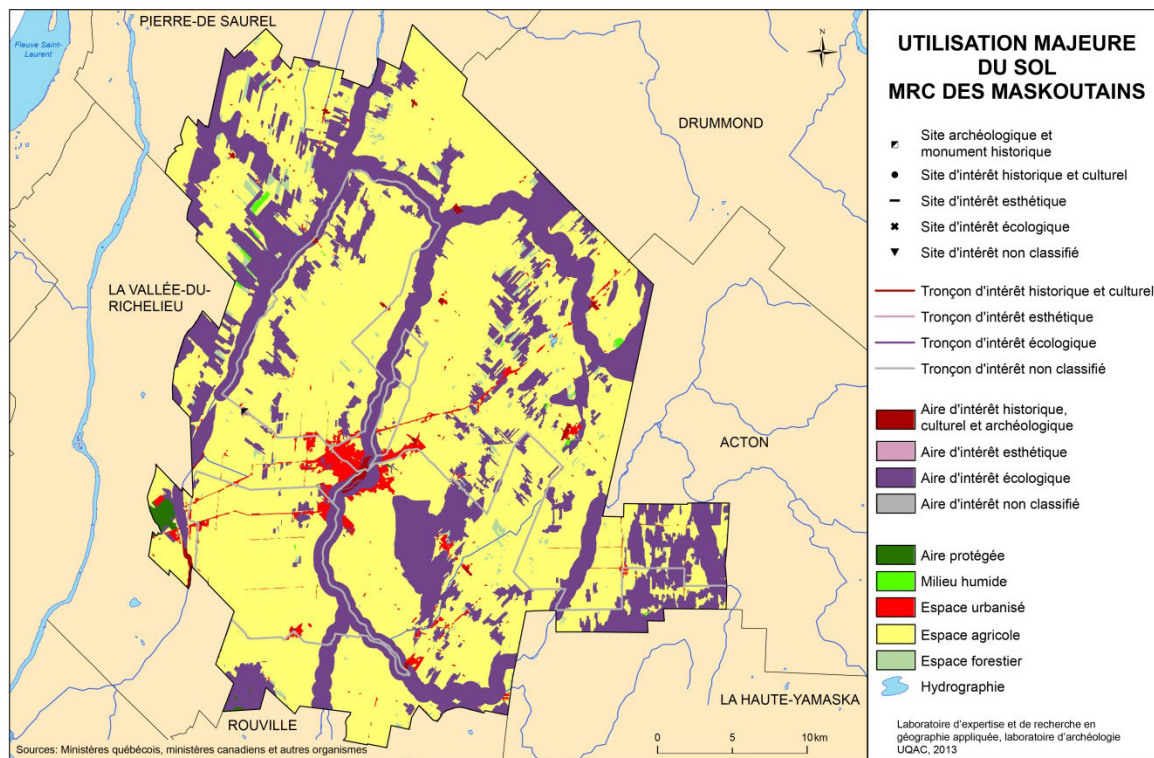 PIERRE-DE SAUREL
Fleuve Saint-
Laurent
N
DRUMMOND
LA VALLÉE-DU-
RICHELIEU
ACTON
LA HAUTE-YAMASKA
ROUVILLE
Sources: Ministères québécois, ministères canadiens et autres organismes
0 5 10 km
UTILISATION MAJEURE
DU SOL
MRC DES MASKOUTAINS
Site archéologique et
monument historique
Site d'intérêt historique et culturel
Site d'intérêt esthétique
Site d'intérêt écologique
Site d'intérêt non classifié
Tronçon d'intérêt historique et culturel
Tronçon d'intérêt esthétique
Tronçon d'intérêt écologique
Tronçon d'intérêt non classifié
Aire d'intérêt historique,
culturel et archéologique
Aire d'intérêt esthétique
Aire d'intérêt écologique
Aire d'intérêt non classifié
Aire protégée
Milieu humide
Espace urbanisé
Espace agricole
Espace forestier
Hydrographie
Laboratoire d'expertise et de recherche en
géographie appliquée, laboratoire d'archéologie
UQAC, 2013